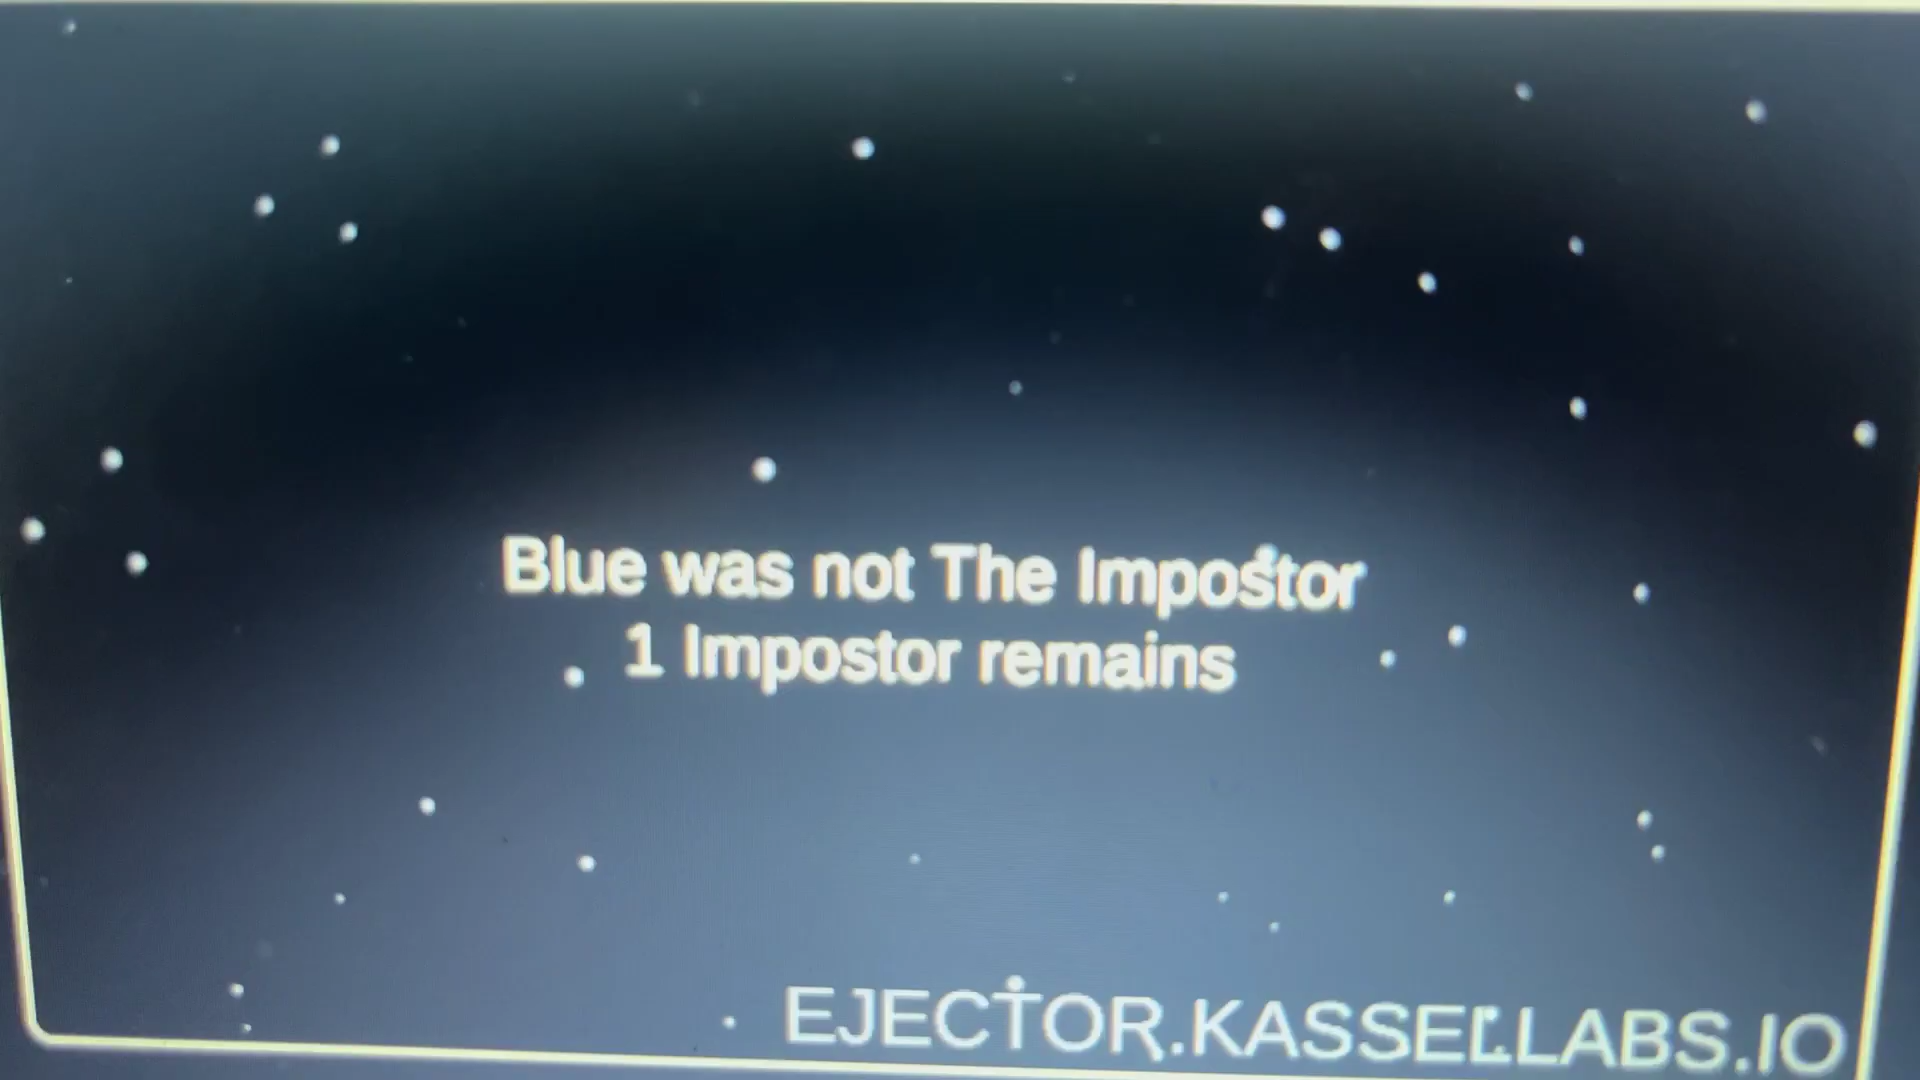 Blue was not The Impostor
1 Impostor remains
EJECTOR.KASSELLABS.IO